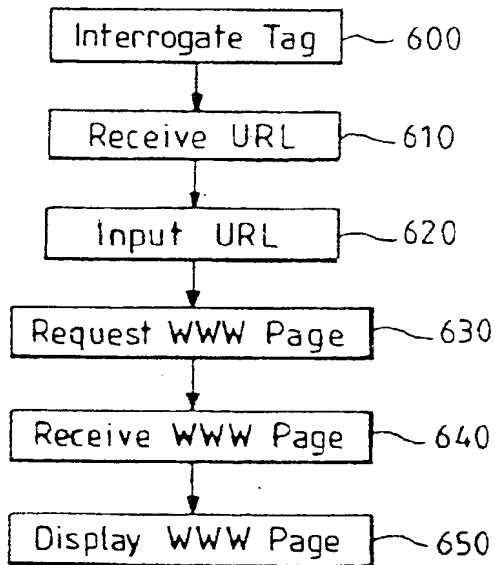 Interrogate Tag 600
Receive URL 610
Input URL 620
Request WWW Page 630
Receive WWW Page 640
Display WWW Page 650